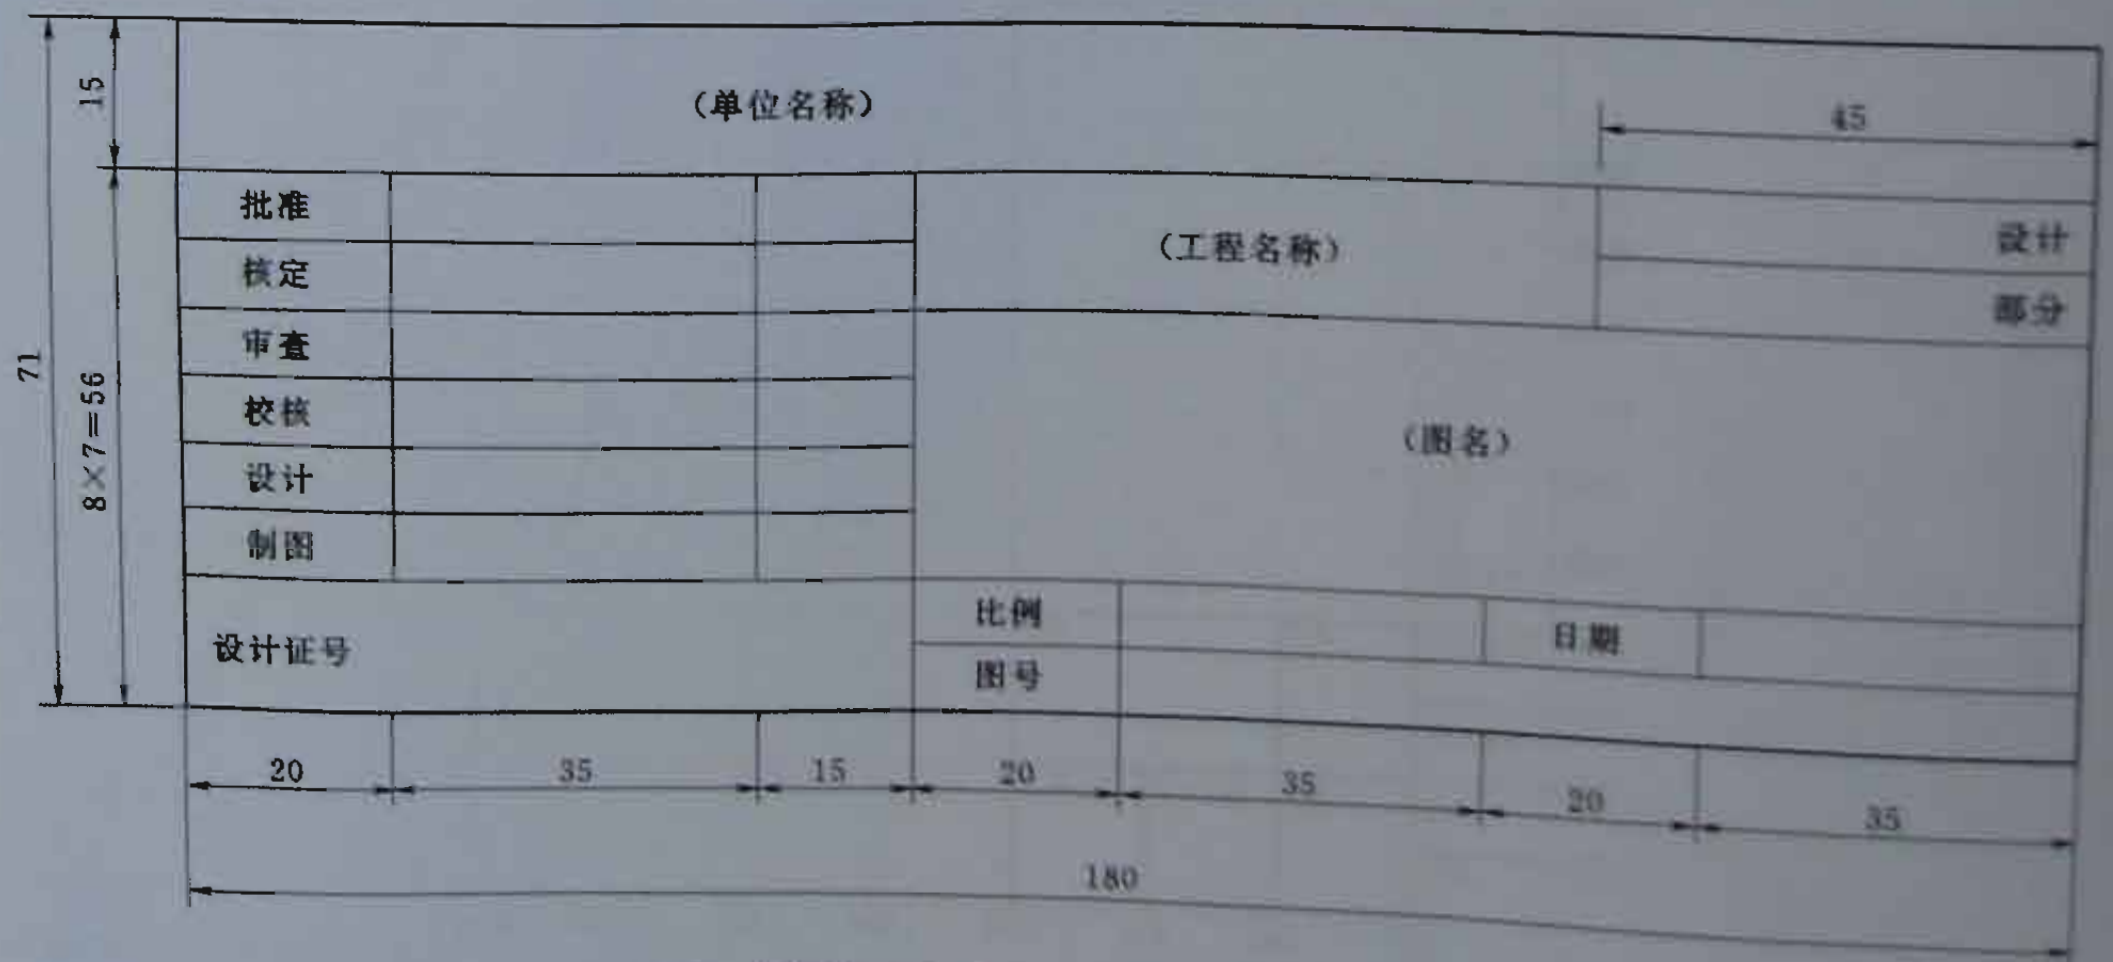 (单位名称)
15
45
批准
(工程名称)
设计
核定
部分
审查
71
8×7=56
校核
(图名)
设计
制图
比例
日期
设计证号
图号
20 35 15 20 35 20 35
180